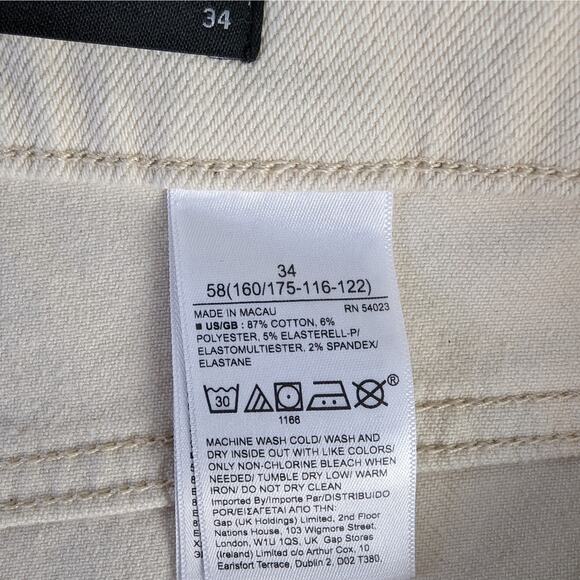 34
34
58(160/175-116-122)
MADE IN MACAU RN 54023
■ US/GB : 87% COTTON, 6%
POLYESTER, 5% ELASTERELL-P/
ELASTOMULTIESTER, 2% SPANDEX/
ELASTANE
30 ®
1166
MACHINE WASH COLD/ WASH AND
DRY INSIDE OUT WITH LIKE COLORS/
ONLY NON-CHLORINE BLEACH WHEN
NEEDED/ TUMBLE DRY LOW/ WARM
IRON/ DO NOT DRY CLEAN
Imported by/Importe Par/DISTRIBUIDO
POR/ΕΙΣΑΓΕΤΑΙ ΑΠΟ ΤΗΝ:
Gap (UK Holdings) Limited, 2nd Floor
Nations House, 103 Wigmore Street,
London, W1U 1QS, UK Gap Stores
(Ireland) Limited c/o Arthur Cox, 10
Earlsfort Terrace, Dublin 2, D02 T380,